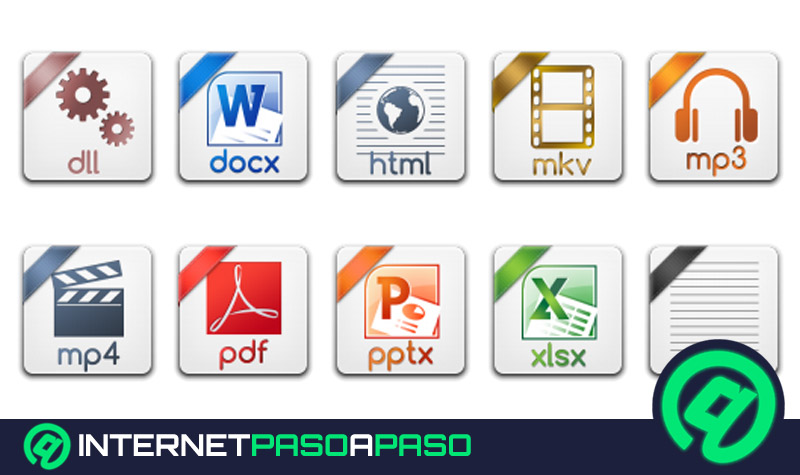 dll docx html mkv mp3
mp4 pdf pptx xlsx
INTERNETPASOAPASO